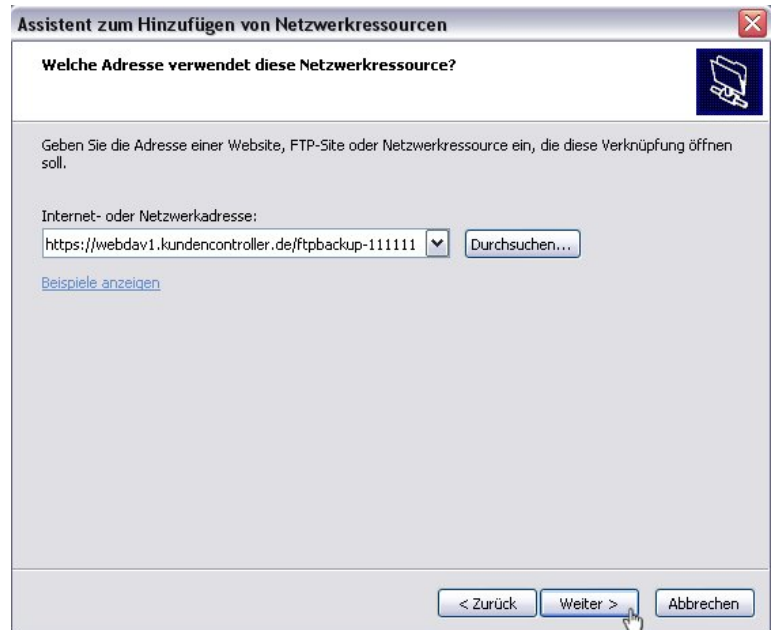 Assistent zum Hinzufügen von Netzwerkressourcen
Welche Adresse verwendet diese Netzwerkressource?
Geben Sie die Adresse einer Website, FTP-Site oder Netzwerkressource ein, die diese Verknüpfung öffnen
soll.
Internet- oder Netzwerkadresse:
https://webdav1.kundencontroller.de/ftpbackup-111111 Durchsuchen...
Beispiele anzeigen
< Zurück Weiter > Abbrechen